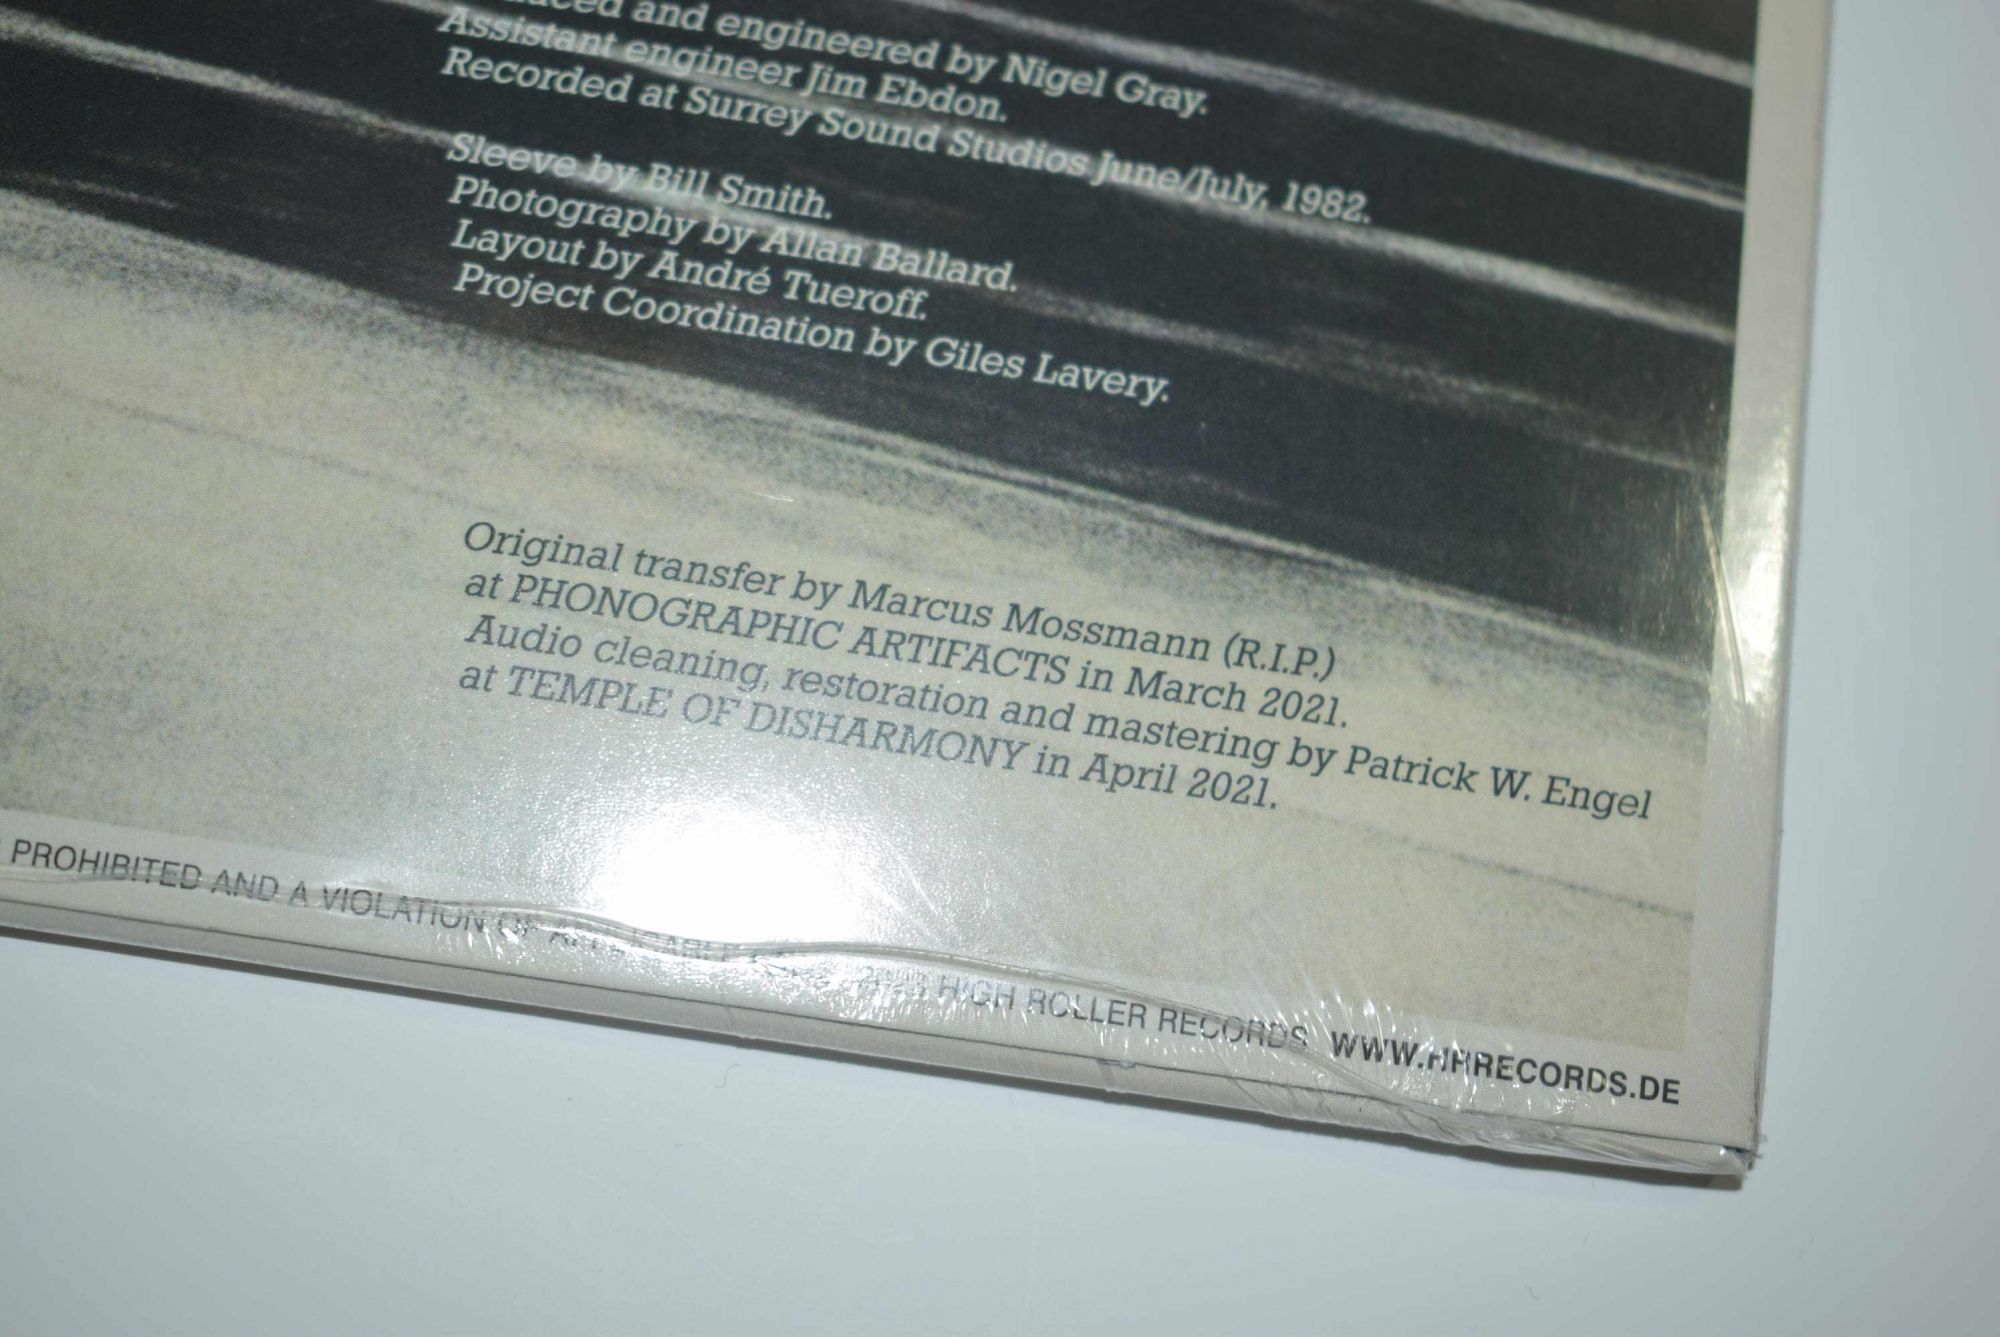 and engineered by Nigel Gray.
Assistant engineer Jim Ebdon.
Recorded at Surrey Sound Studios June/July, 1982.
Sleeve by Bill Smith.
Photography by Allan Ballard.
Layout by André Tueroff.
Project Coordination by Giles Lavery.
Original transfer by Marcus Mossmann (R.I.P.)
at PHONOGRAPHIC ARTIFACTS in March 2021.
Audio cleaning, restoration and mastering by Patrick W. Engel
at TEMPLE OF DISHARMONY in April 2021.
PROHIBITED AND A VIOLATION OF APPLICABLE HIGH ROLLER RECORDS WWW.HRRECORDS.DE